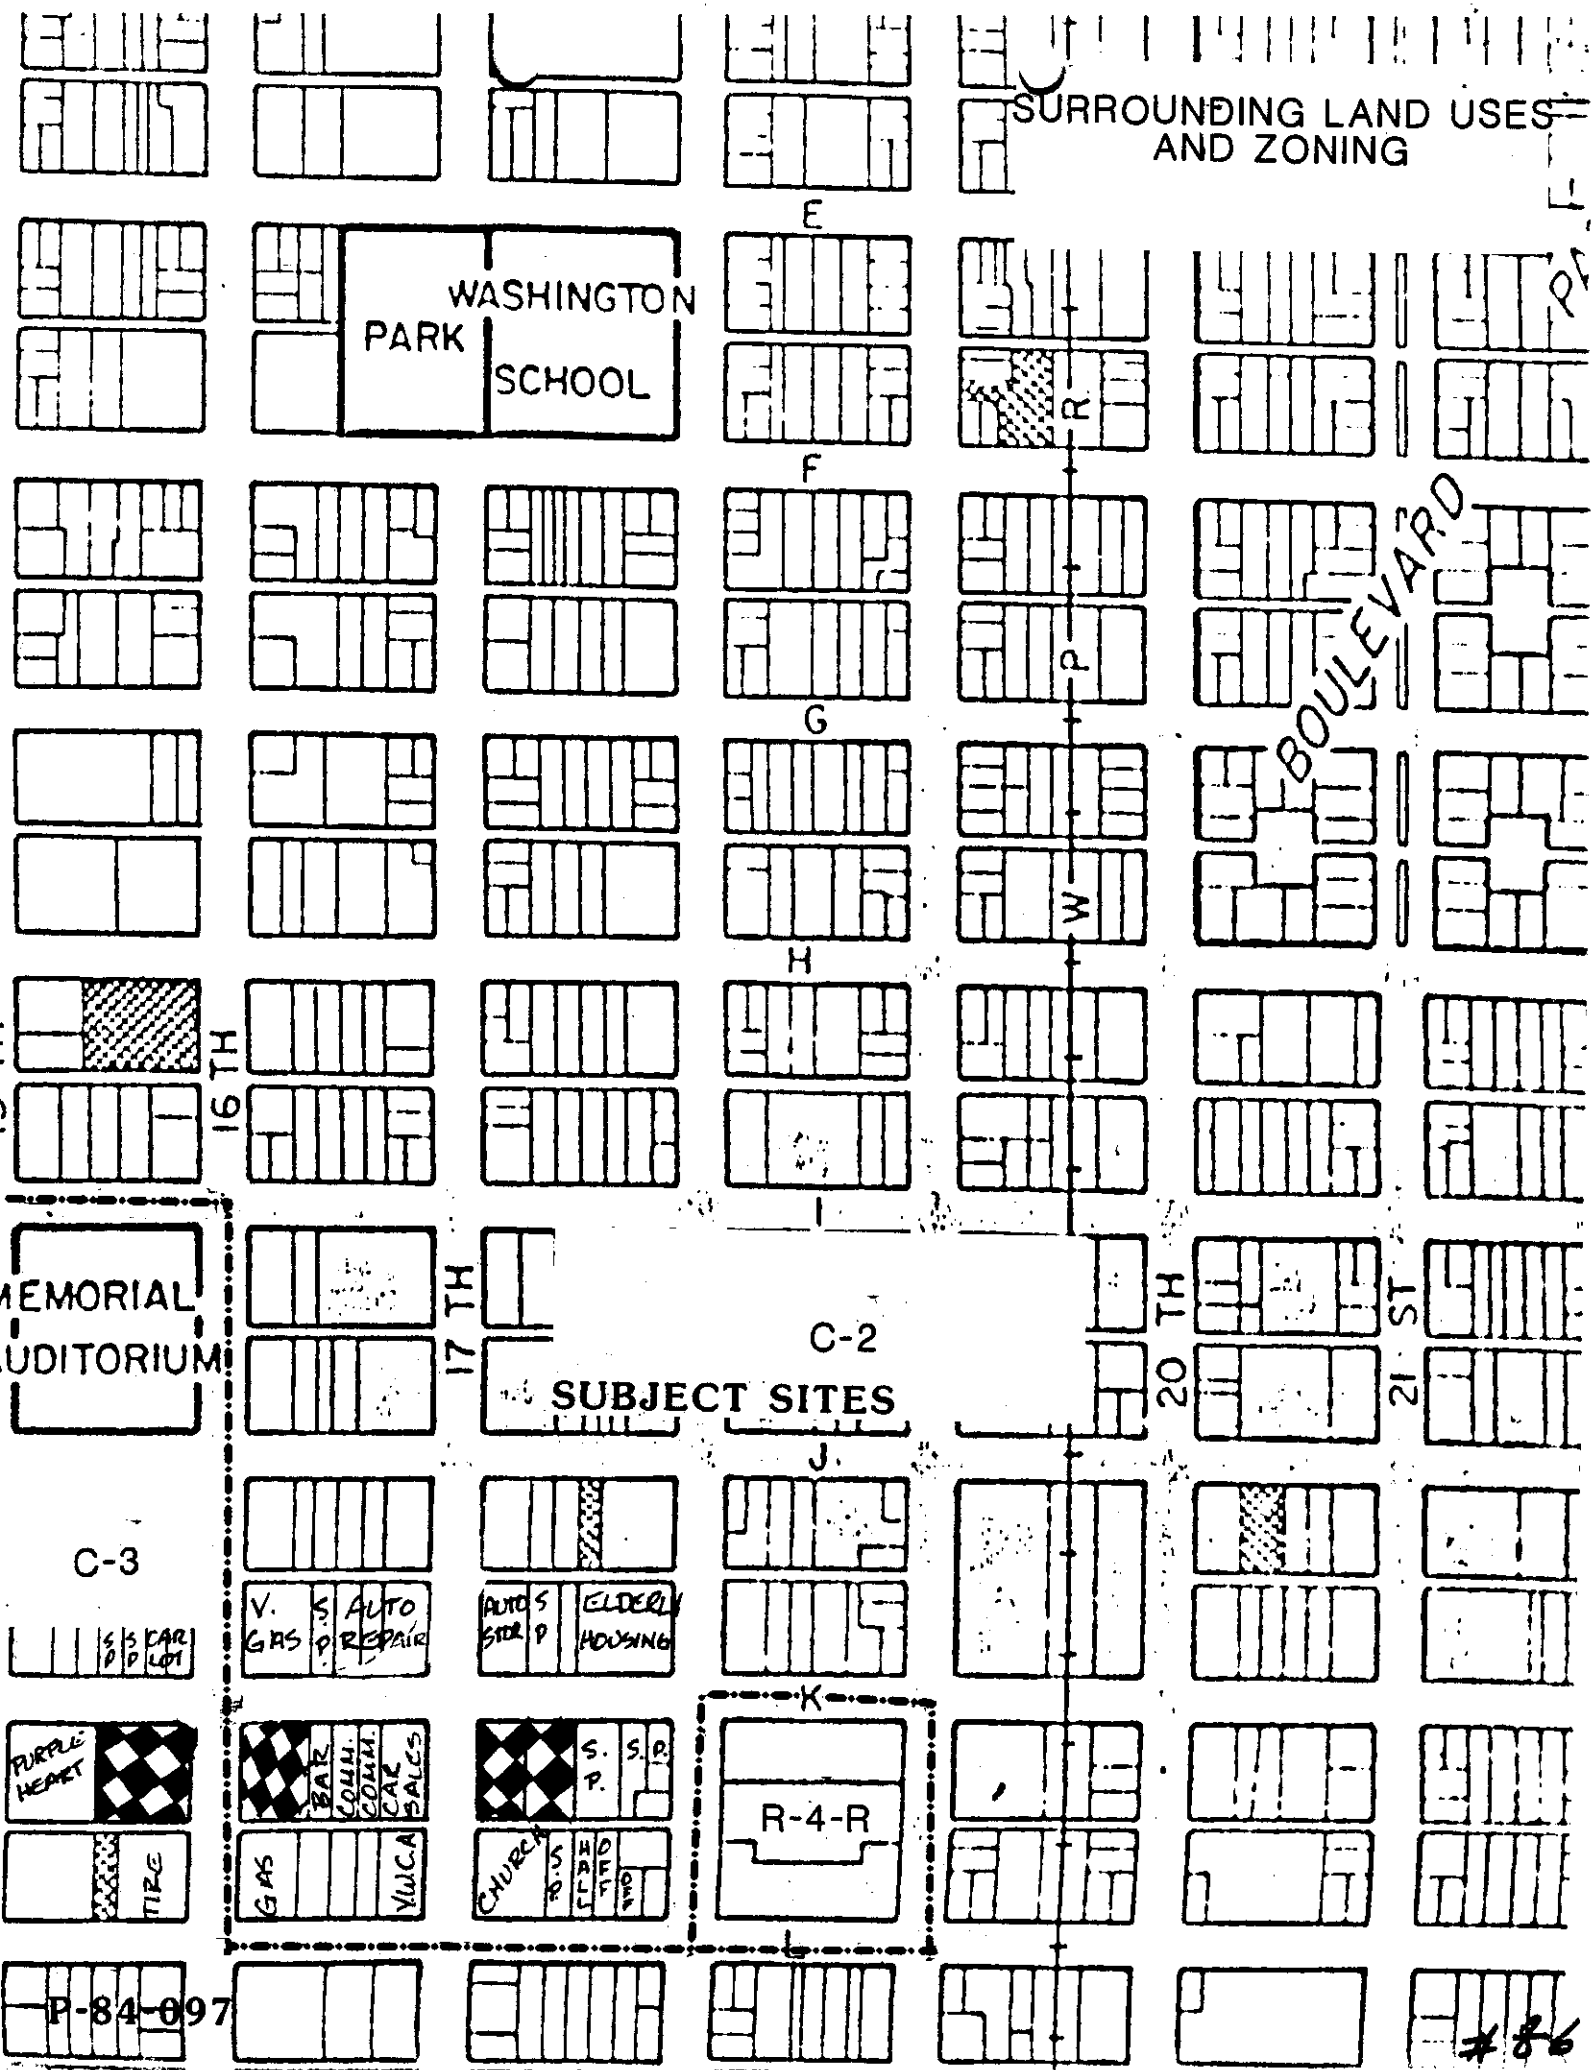 SURROUNDING LAND USES
AND ZONING
E
WASHINGTON
PARK
SCHOOL
R
F
BOULEVARD
P
G
W
H
16 TH
I
MEMORIAL
AUDITORIUM
17 TH
C-2
20 TH
21 ST
SUBJECT SITES
J.
C-3
V.
GAS
S
P
AUTO
REPAIR
AUTO
STOR
S
P
ELDERLY
HOUSING
S
P
S
P
CAR
LOT
K
PURPLE
HEART
BAR
COMM.
COMM.
CAR
SALES
S.
P.
S. P.
R-4-R
TIRE
GAS
Y.W.C.A
CHURCH
S.
P.
HALL
OFF
OFF
L
P-84-097
# 86